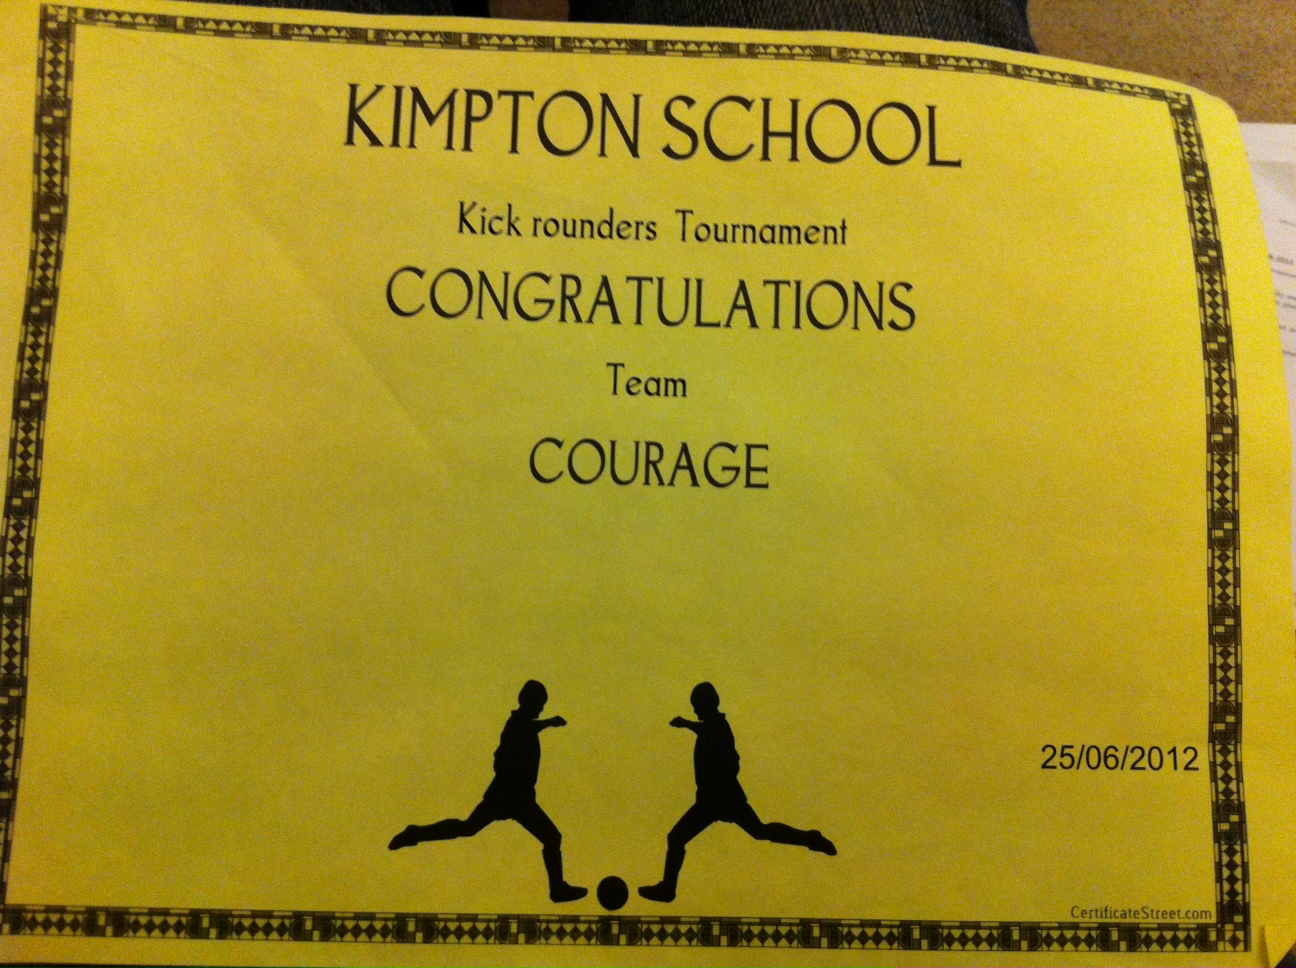 KIMPTON SCHOOL
Kick rounders Tournament
CONGRATULATIONS
Team
COURAGE
25/06/2012
CertificateStreet.com